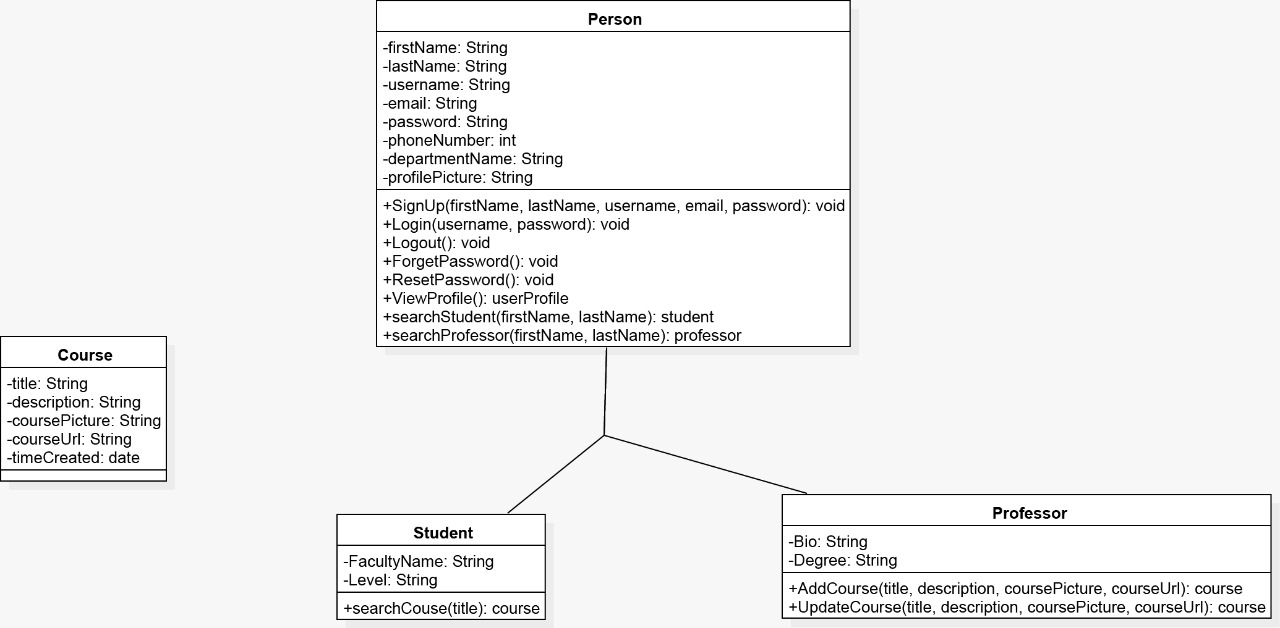 Person
-firstName: String
-lastName: String
-username: String
-email: String
-password: String
-phoneNumber: int
-departmentName: String
-profilePicture: String
+SignUp(firstName, lastName, username, email, password): void
+Login(username, password): void
+Logout(): void
+ForgetPassword(): void
+ResetPassword(): void
+ViewProfile(): userProfile
+searchStudent(firstName, lastName): student
+searchProfessor(firstName, lastName): professor
Course
-title: String
-description: String
-coursePicture: String
-courseUrl: String
-timeCreated: date
Student
-FacultyName: String
-Level: String
+searchCouse(title): course
Professor
-Bio: String
-Degree: String
+AddCourse(title, description, coursePicture, courseUrl): course
+UpdateCourse(title, description, coursePicture, courseUrl): course